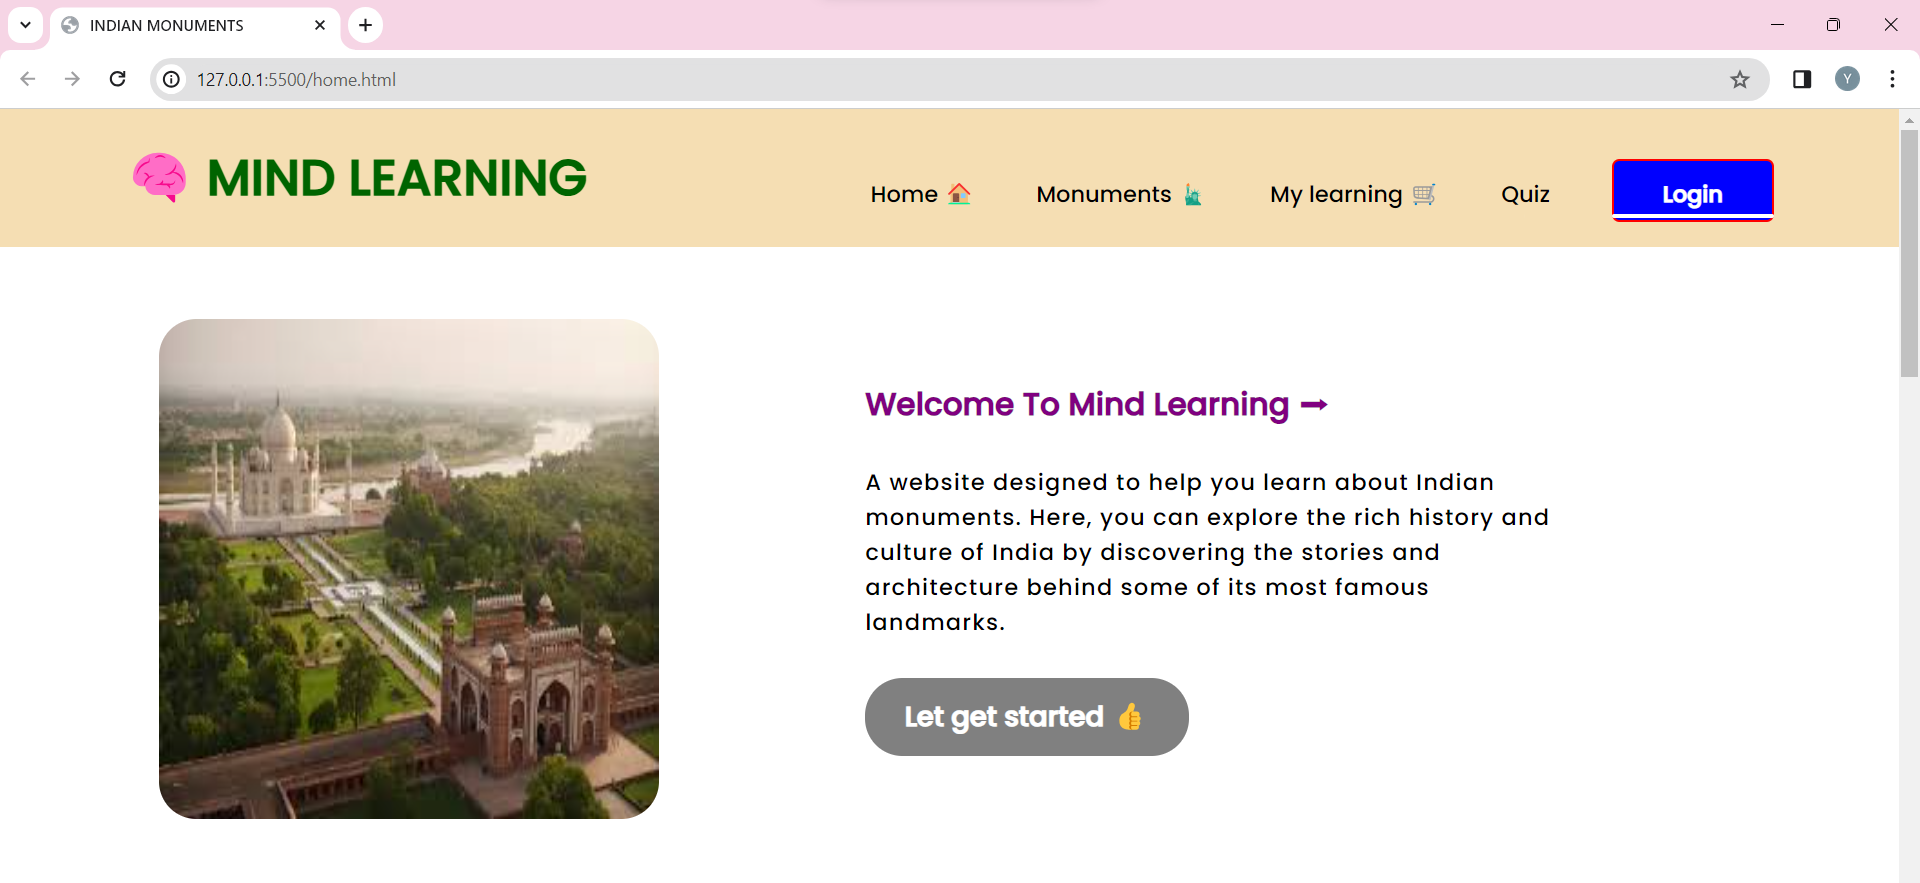 INDIAN MONUMENTS
127.0.0.1:5500/home.html
Y
MIND LEARNING
Home Monuments My learning Quiz Login
Welcome To Mind Learning
A website designed to help you learn about Indian
monuments. Here, you can explore the rich history and
culture of India by discovering the stories and
architecture behind some of its most famous
landmarks.
Let get started